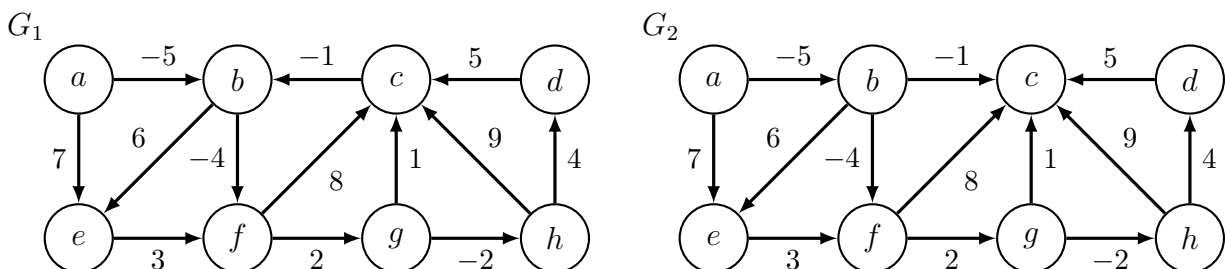 G₁ G₂
a −5 b −1 c 5 d a −5 b −1 c 5 d
7 6 −4 8 1 9 4 7 6 −4 8 1 9 4
e 3 f 2 g −2 h e 3 f 2 g −2 h